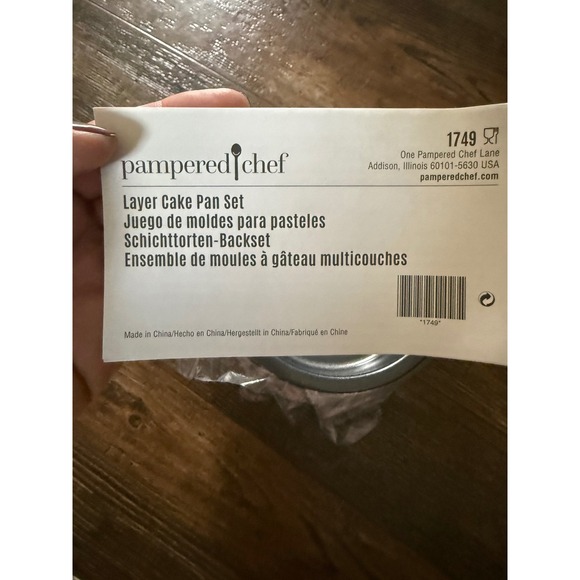 pampered chef
1749
One Pampered Chef Lane
Addison, Illinois 60101-5630 USA
pamperedchef.com
Layer Cake Pan Set
Juego de moldes para pasteles
Schichttorten-Backset
Ensemble de moules à gâteau multicouches
*1749*
Made in China/Hecho en China/Hergestellt in China/Fabriqué en Chine